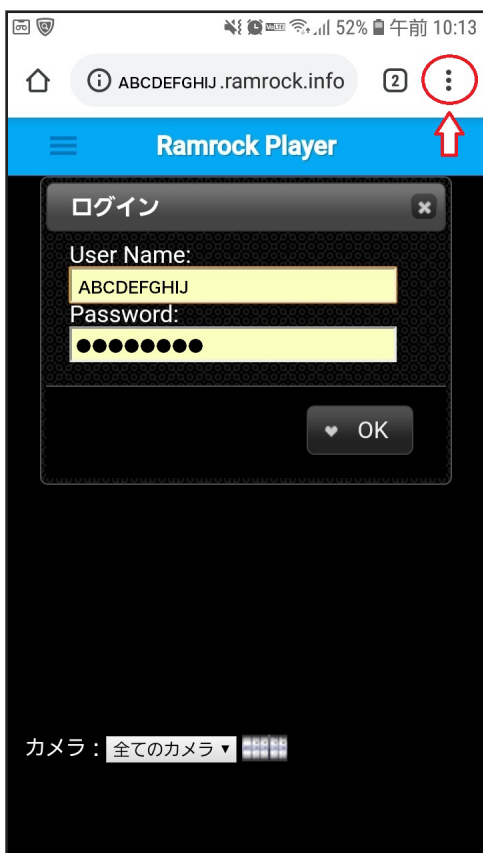 52% 午前 10:13
ABCDEFGHIJ.ramrock.info 2
Ramrock Player
ログイン
User Name:
ABCDEFGHIJ
Password:
●●●●●●●●
OK
カメラ : 全てのカメラ